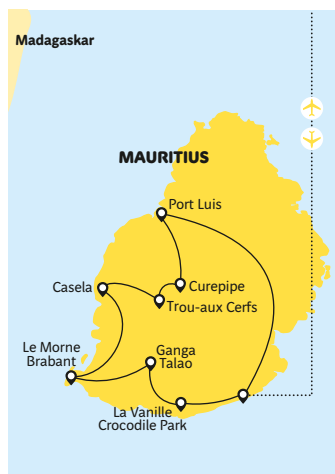 Madagaskar
MAURITIUS
Port Luis
Casela
Curepipe
Trou-aux Cerfs
Le Morne
Brabant
Ganga
Talao
La Vanille
Crocodile Park